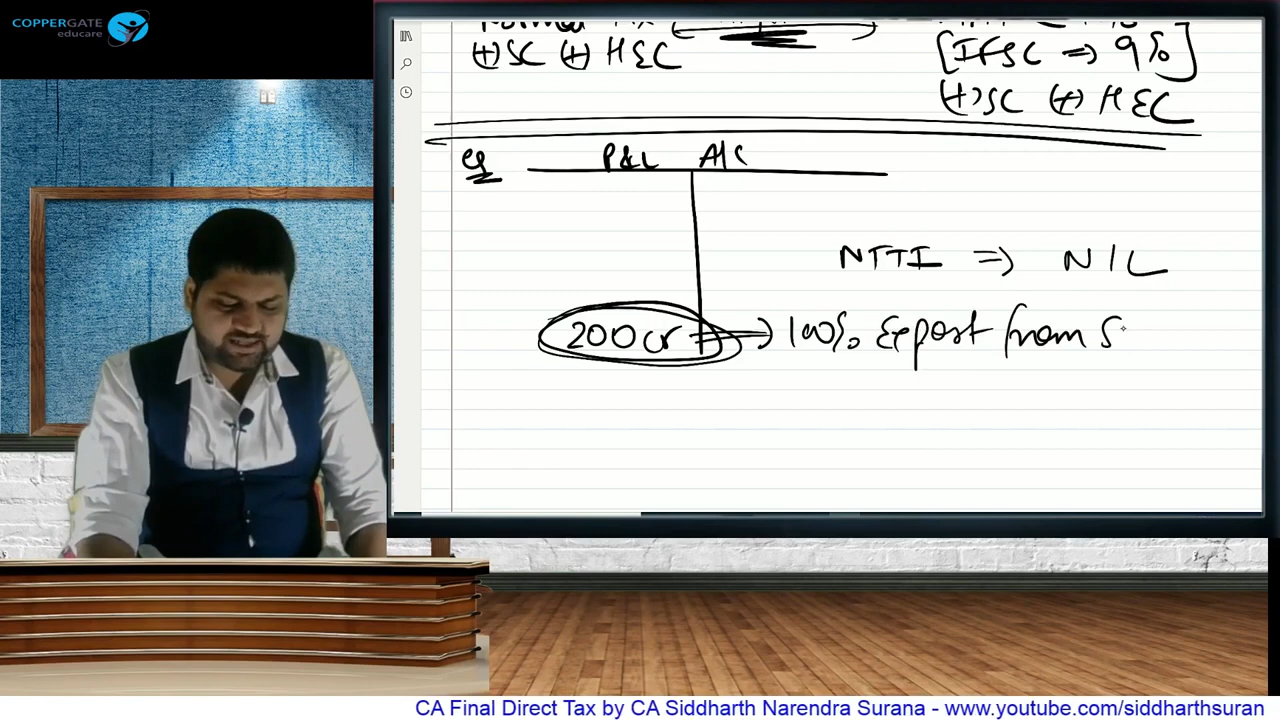 COPPERGATE
educare
(+) SC (+) HEC
[IFSC ⇒ 9%]
(+) SC (+) HEC
eg
P&L A/C
NTTI ⇒ NIL
200cr → 100% Export from S
CA Final Direct Tax by CA Siddharth Narendra Surana - www.youtube.com/siddharthsuran